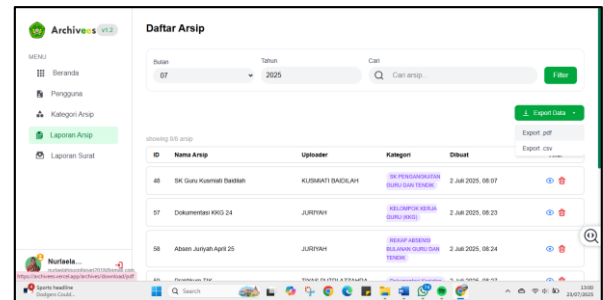 Archivees v1.2
Daftar Arsip
MENU
Beranda
Pengguna
Kategori Arsip
Laporan Arsip
Laporan Surat
Bulan
Tahun
Cari
07
2025
Cari arsip...
Filter
Export Data
Export .pdf
Export .csv
showing 8/8 arsip
ID Nama Arsip Uploader Kategori Dibuat
48 SK Guru Kusmiati Baidilah KUSMIATI BAIDILAH SK PENGANGKATAN GURU DAN TENDIK 2 Juli 2025, 08:07
57 Dokumentasi KKG 24 JURIYAH KELOMPOK KERJA GURU (KKG) 2 Juli 2025, 08:23
58 Absen Juriyah April 25 JURIYAH REKAP ABSENSI BULANAN GURU DAN TENDIK 2 Juli 2025, 08:24
Nurlaela...
https://archivees.vercel.app/archives/download/pdf
Sports headline
Dodgers Could...
Search
13:00
21/07/2025